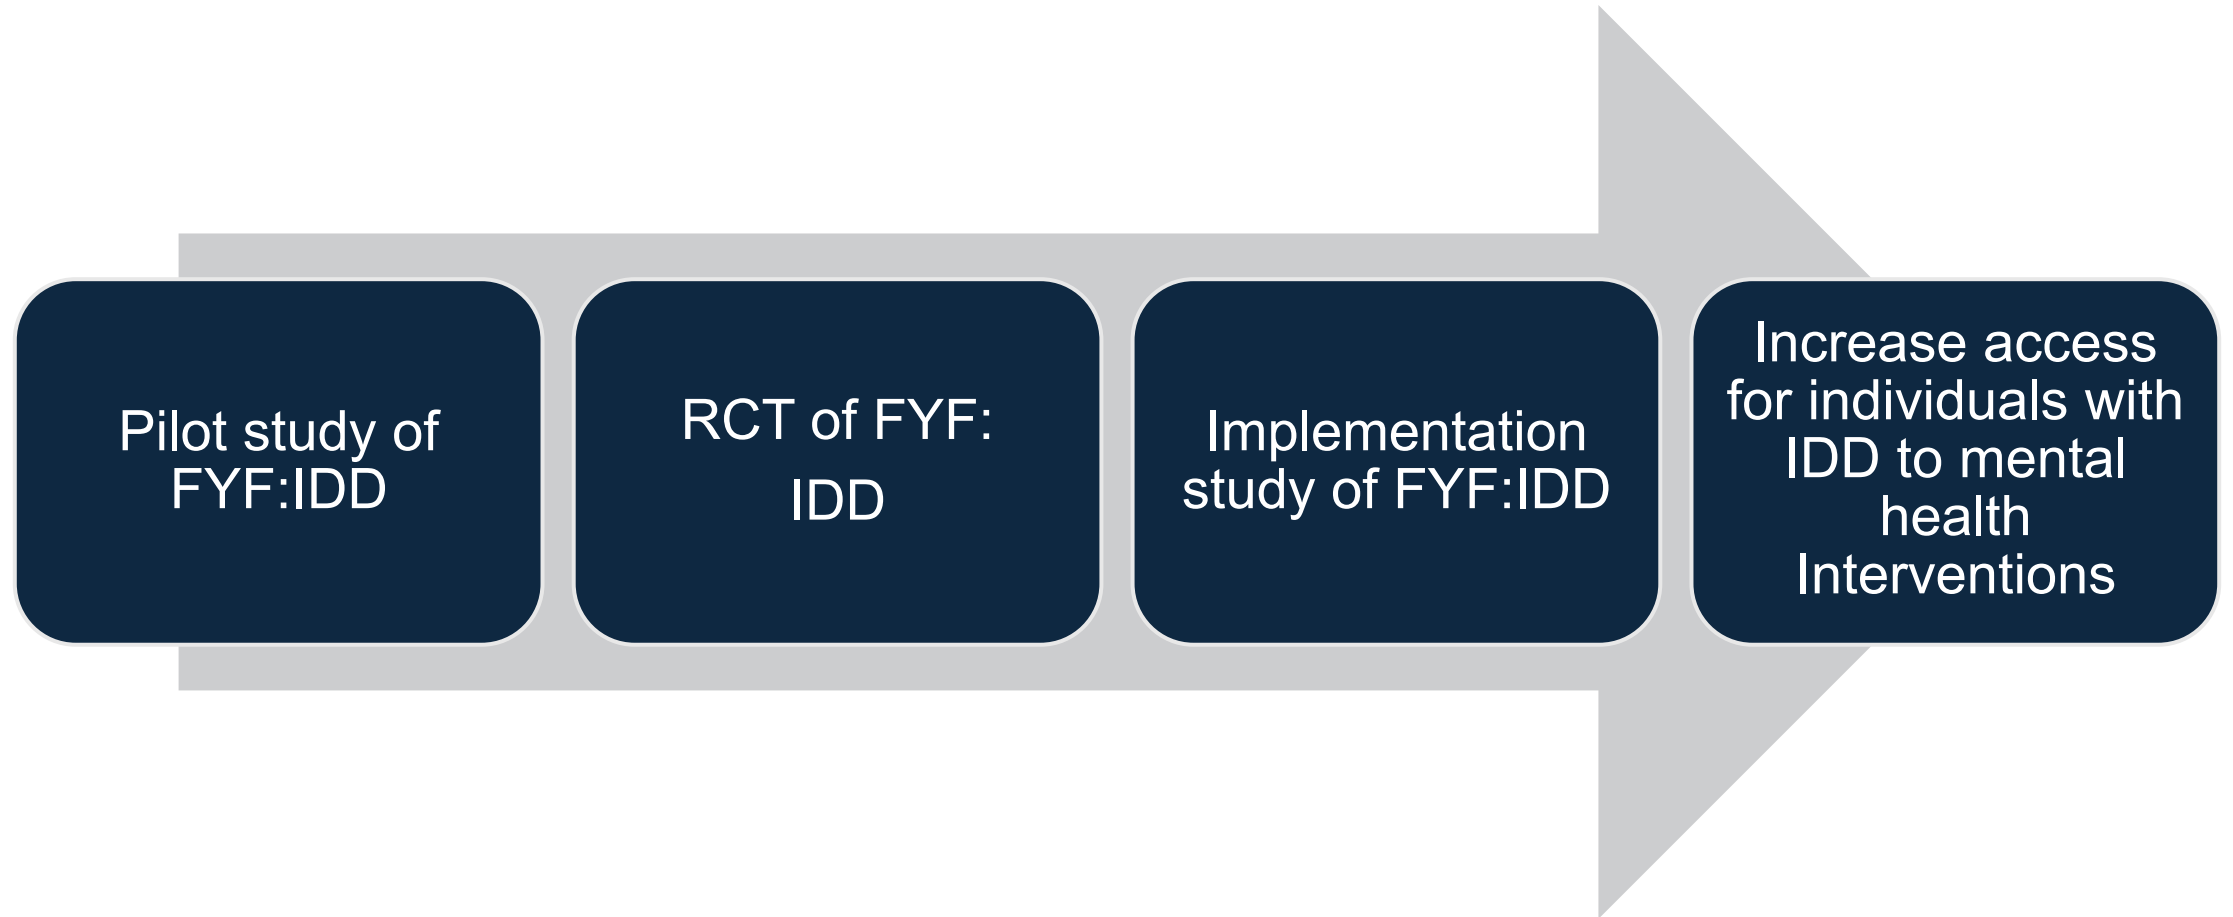 Pilot study of
FYF:IDD
RCT of FYF:
IDD
Implementation
study of FYF:IDD
Increase access
for individuals with
IDD to mental
health
Interventions